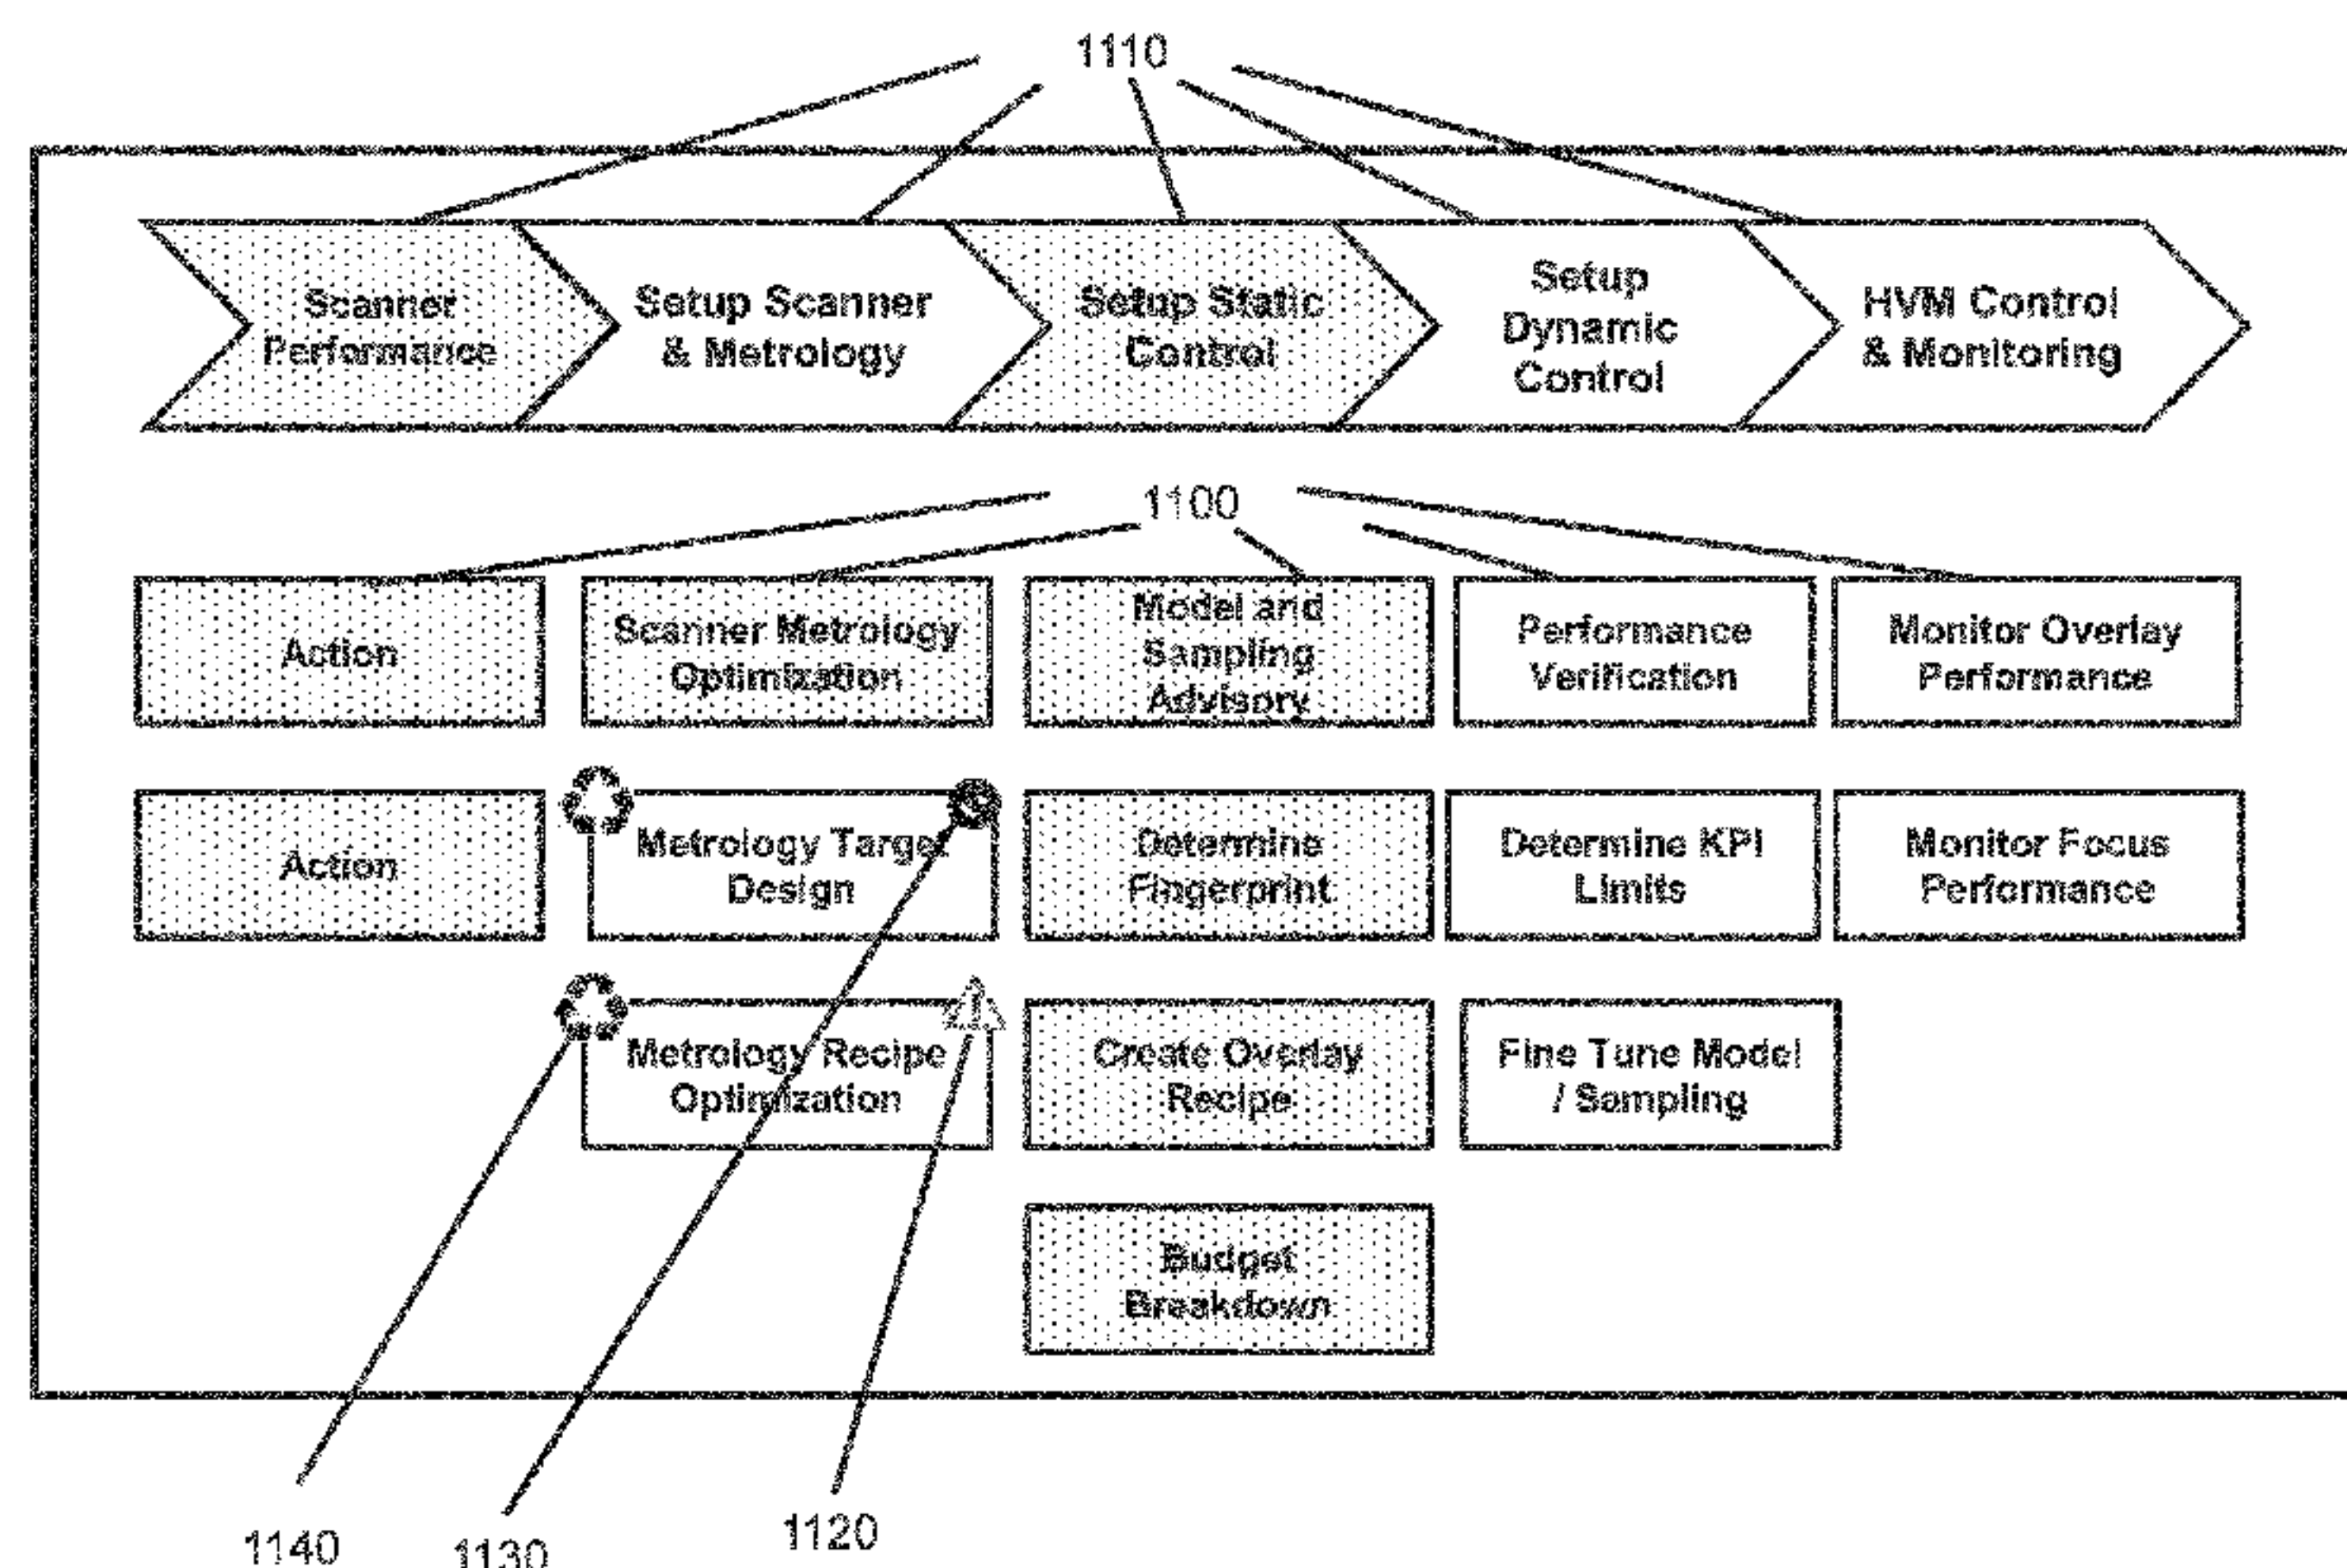 1110
Scanner
Performance
Setup Scanner
& Metrology
Setup Static
Control
Setup
Dynamic
Control
HVM Control
& Monitoring
1100
Action
Scanner Metrology
Optimization
Model and
Sampling
Advisory
Performance
Verification
Monitor Overlay
Performance
Action
Metrology Target
Design
Determine
Fingerprint
Determine KPI
Limits
Monitor Focus
Performance
Metrology Recipe
Optimization
Create Overlay
Recipe
Fine Tune Model
/ Sampling
Budget
Breakdown
1140
1130
1120